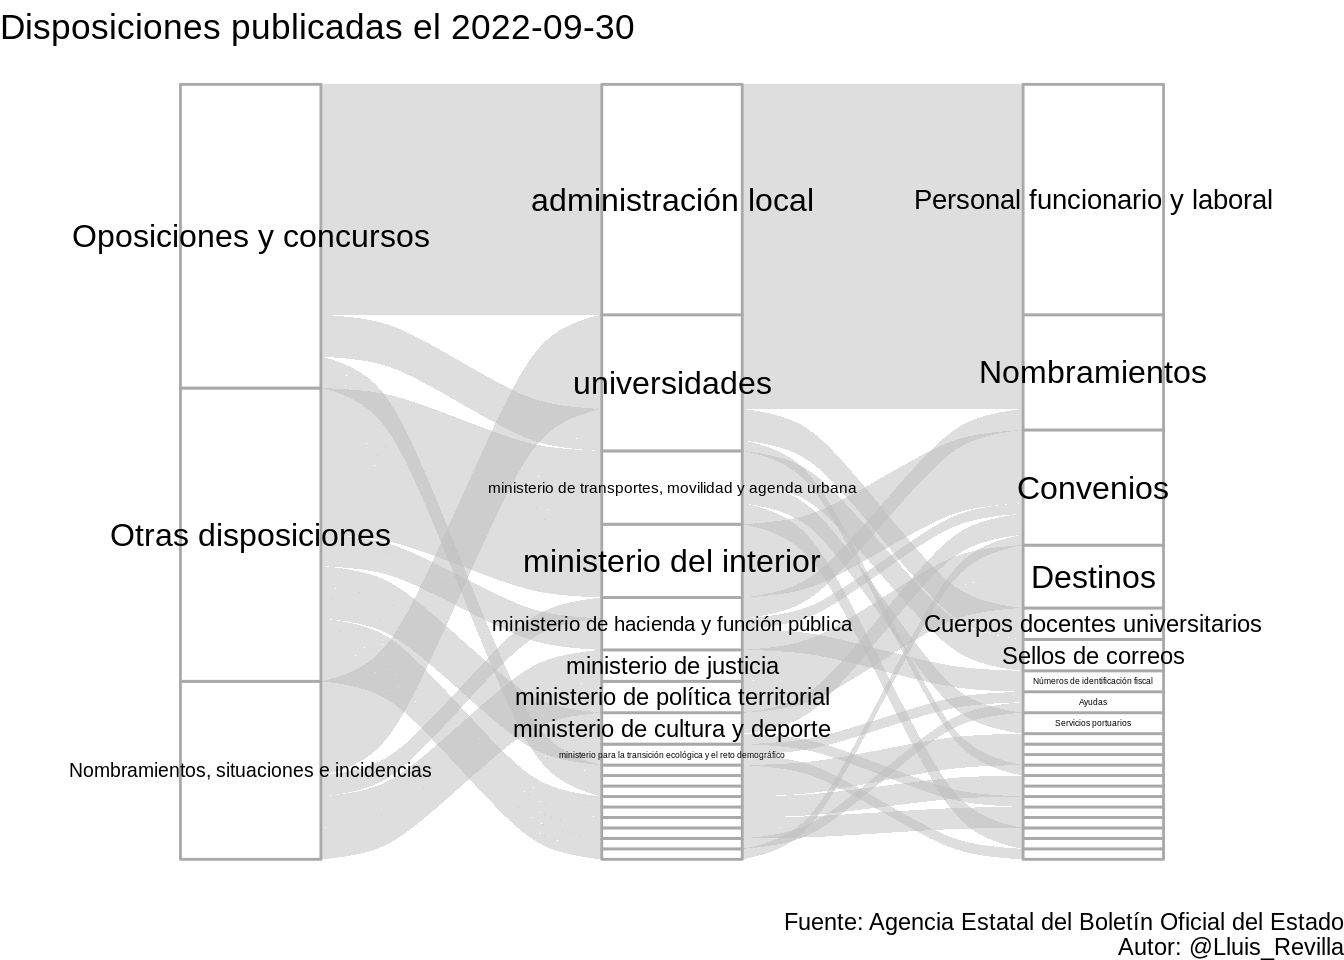 Disposiciones publicadas el 2022-09-30
Oposiciones y concursos
Otras disposiciones
Nombramientos, situaciones e incidencias
administración local
universidades
ministerio de transportes, movilidad y agenda urbana
ministerio del interior
ministerio de hacienda y función pública
ministerio de justicia
ministerio de política territorial
ministerio de cultura y deporte
ministerio para la transición ecológica y el reto demográfico
Personal funcionario y laboral
Nombramientos
Convenios
Destinos
Cuerpos docentes universitarios
Sellos de correos
Números de identificación fiscal
Ayudas
Servicios portuarios
Fuente: Agencia Estatal del Boletín Oficial del Estado
Autor: @Lluis_Revilla